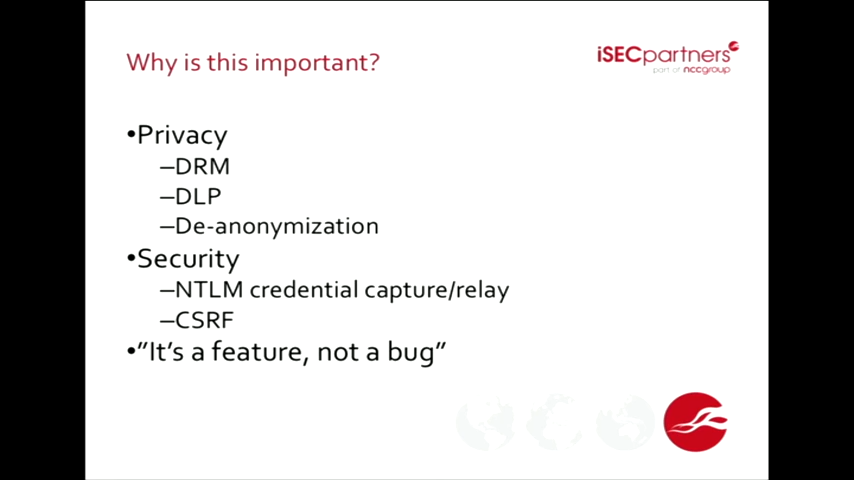 Why is this important?
iSECpartners
part of nccgroup
•Privacy
–DRM
–DLP
–De-anonymization
•Security
–NTLM credential capture/relay
–CSRF
•”It’s a feature, not a bug”